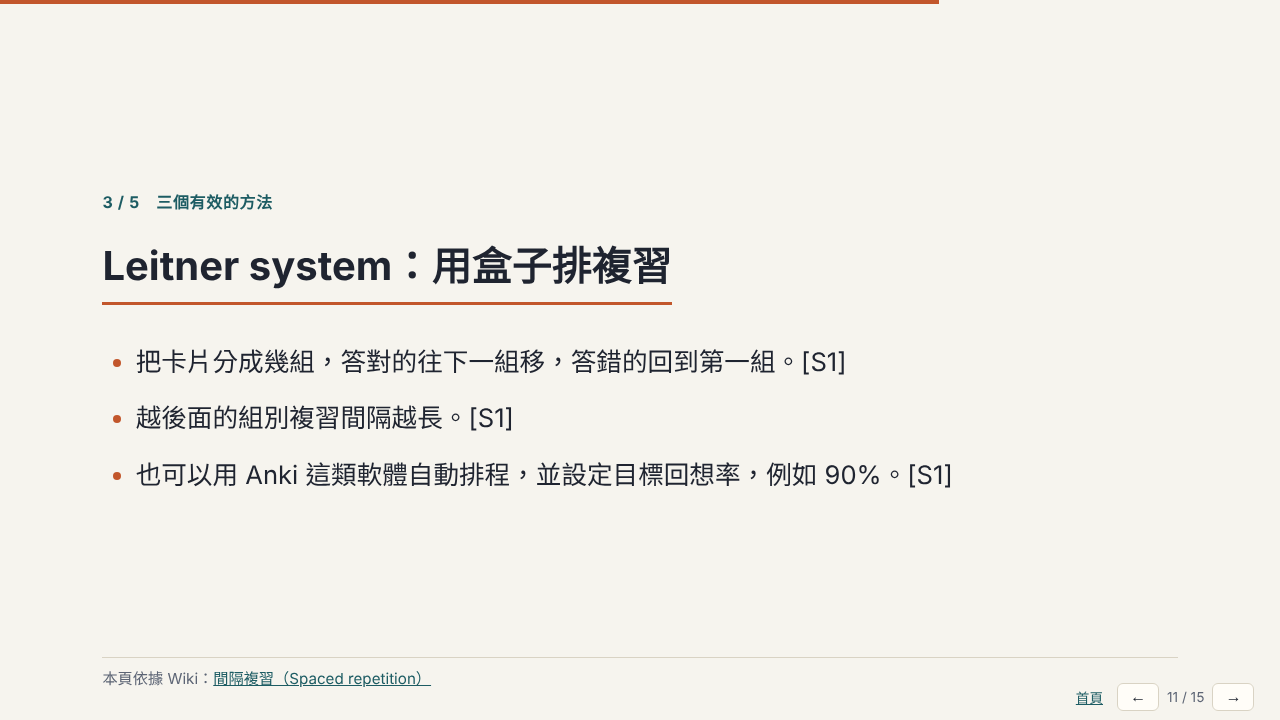 3 / 5　三個有效的方法
Leitner system：用盒子排複習
把卡片分成幾組，答對的往下一組移，答錯的回到第一組。[S1]
越後面的組別複習間隔越長。[S1]
也可以用 Anki 這類軟體自動排程，並設定目標回想率，例如 90%。[S1]
本頁依據 Wiki：間隔複習（Spaced repetition）
首頁 ← 11 / 15 →